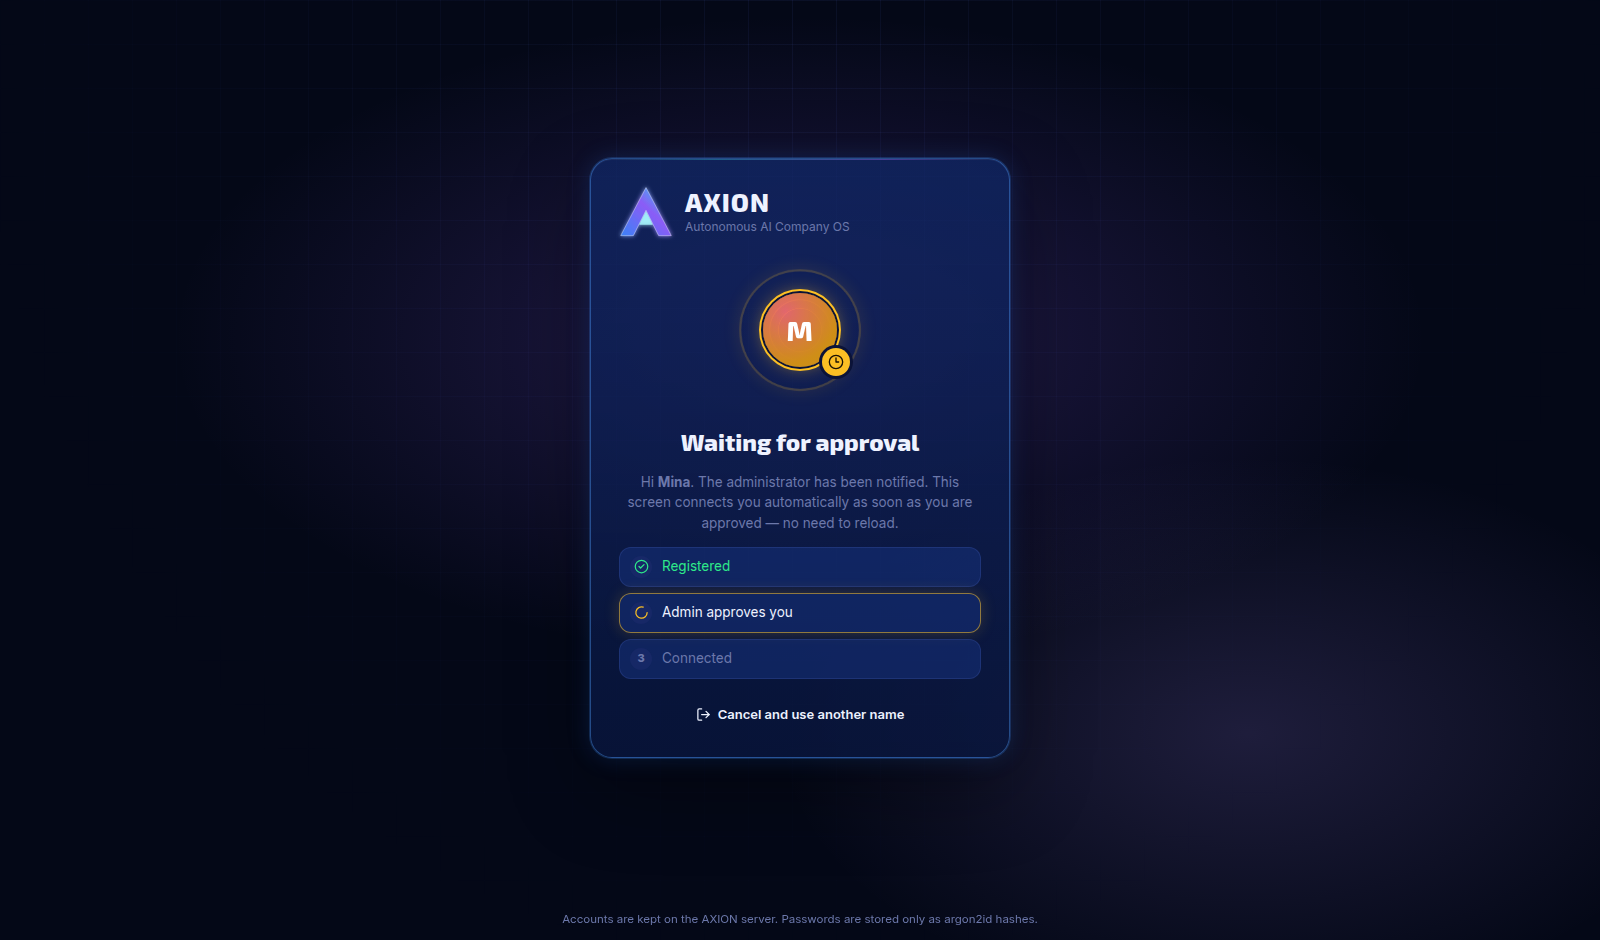 AXION
Autonomous AI Company OS
M
Waiting for approval
Hi Mina. The administrator has been notified. This
screen connects you automatically as soon as you are
approved — no need to reload.
Registered
Admin approves you
3 Connected
Cancel and use another name
Accounts are kept on the AXION server. Passwords are stored only as argon2id hashes.